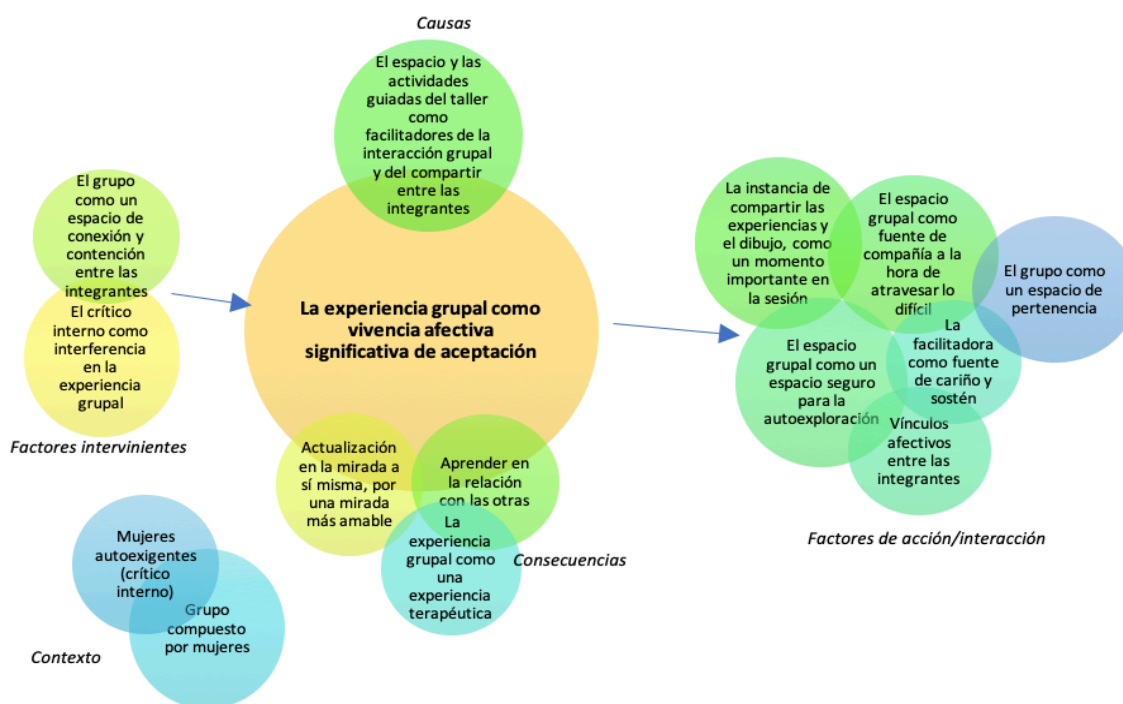 Causas
El espacio y las
actividades
guiadas del taller
como
facilitadores de la
interacción grupal
y del compartir
entre las
integrantes
El grupo
como un
espacio de
conexión y
contención
entre las
integrantes
El crítico
interno como
interferencia
en la
experiencia
grupal
Factores intervinientes
La experiencia grupal como
vivencia afectiva
significativa de aceptación
Actualización
en la mirada a
sí misma, por
una mirada
más amable
Aprender en
la relación
con las otras
La
experiencia
grupal como
una
experiencia
terapéutica
Consecuencias
La instancia de
compartir las
experiencias y
el dibujo, como
un momento
importante en
la sesión
El espacio
grupal como
fuente de
compañía a la
hora de
atravesar lo
difícil
El grupo como
un espacio de
pertenencia
El espacio
grupal como un
espacio seguro
para la
autoexploración
La
facilitadora
como fuente
de cariño y
sostén
Vínculos
afectivos
entre las
integrantes
Factores de acción/interacción
Mujeres
autoexigentes
(crítico
interno)
Grupo
compuesto
por mujeres
Contexto